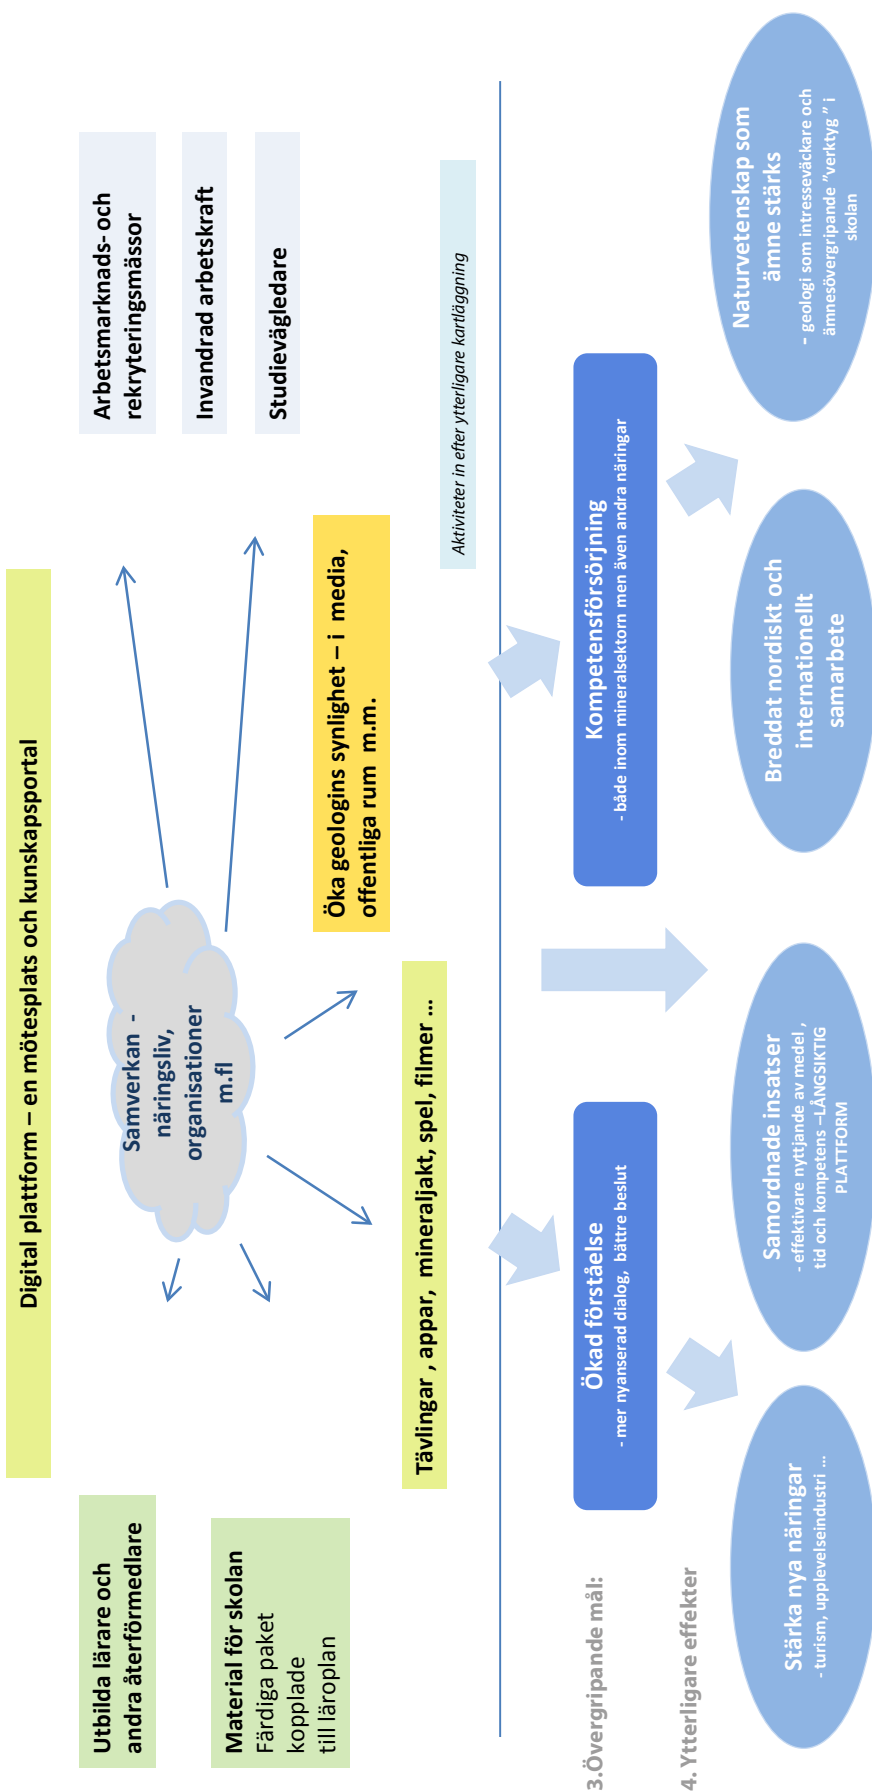 Digital plattform – en mötesplats och kunskapsportal
Utbilda lärare och
andra återförmedlare
Samverkan -
näringsliv,
organisationer
m.fl
Arbetsmarknads- och
rekryteringsmässor
Invandrad arbetskraft
Studievägledare
Material för skolan
Färdiga paket
kopplade
till läroplan
Öka geologins synlighet – i media,
offentliga rum m.m.
Tävlingar , appar, mineraljakt, spel, filmer ...
Aktiviteter in efter ytterligare kartläggning
3.Övergripande mål:
Ökad förståelse
- mer nyanserad dialog, bättre beslut
Kompetensförsörjning
- både inom mineralsektorn men även andra näringar
4. Ytterligare effekter
Stärka nya näringar
- turism, upplevelseindustri ...
Samordnade insatser
- effektivare nyttjande av medel ,
tid och kompetens –LÅNGSIKTIG
PLATTFORM
Breddat nordiskt och
internationellt
samarbete
Naturvetenskap som
ämne stärks
- geologi som intresseväckare och
ämnesövergripande ”verktyg ” i
skolan